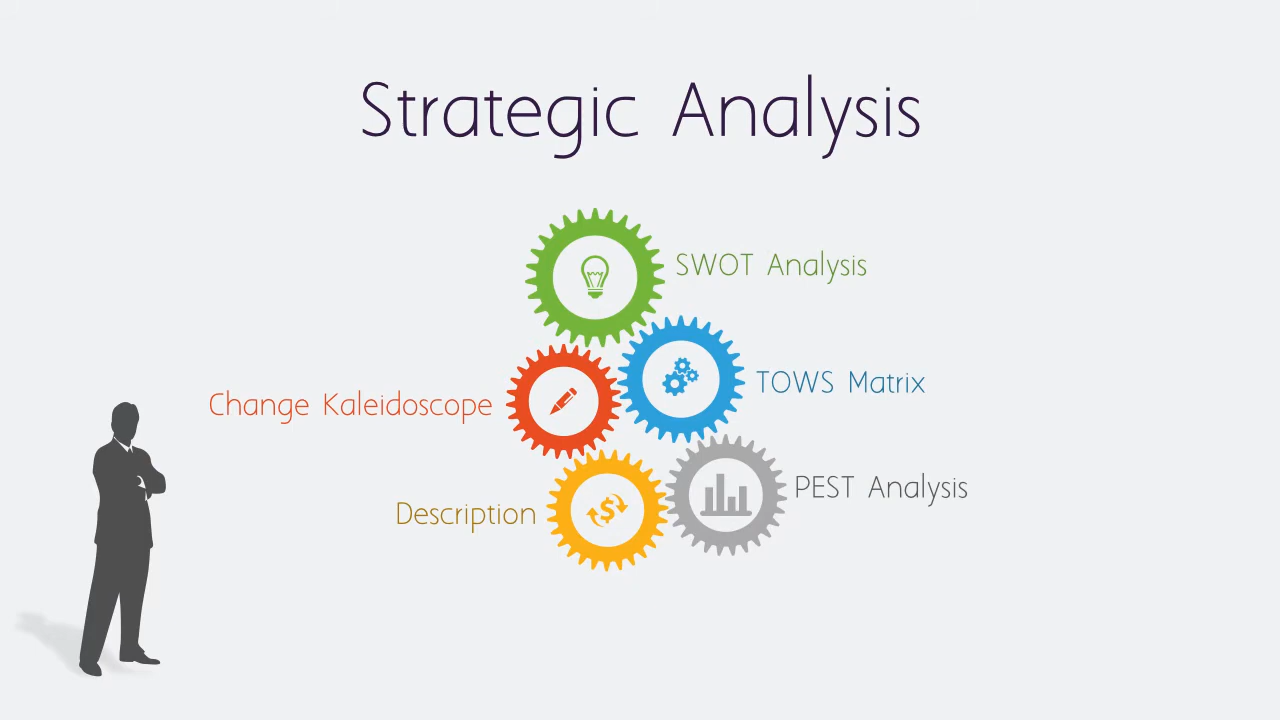 Strategic Analysis
SWOT Analysis
TOWS Matrix
Change Kaleidoscope
PEST Analysis
Description